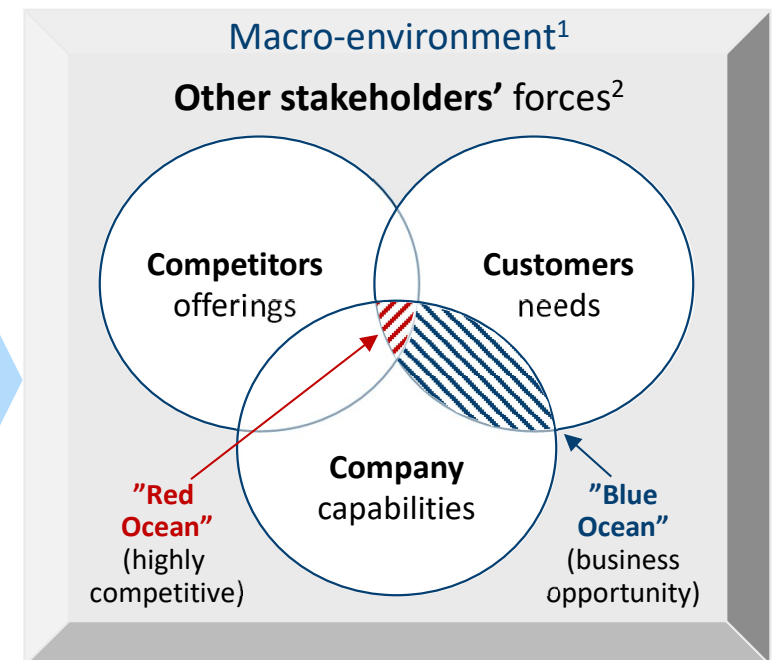 Macro-environment¹
Other stakeholders’ forces²
Competitors
offerings
Customers
needs
Company
capabilities
”Red
Ocean”
(highly
competitive)
”Blue
Ocean”
(business
opportunity)